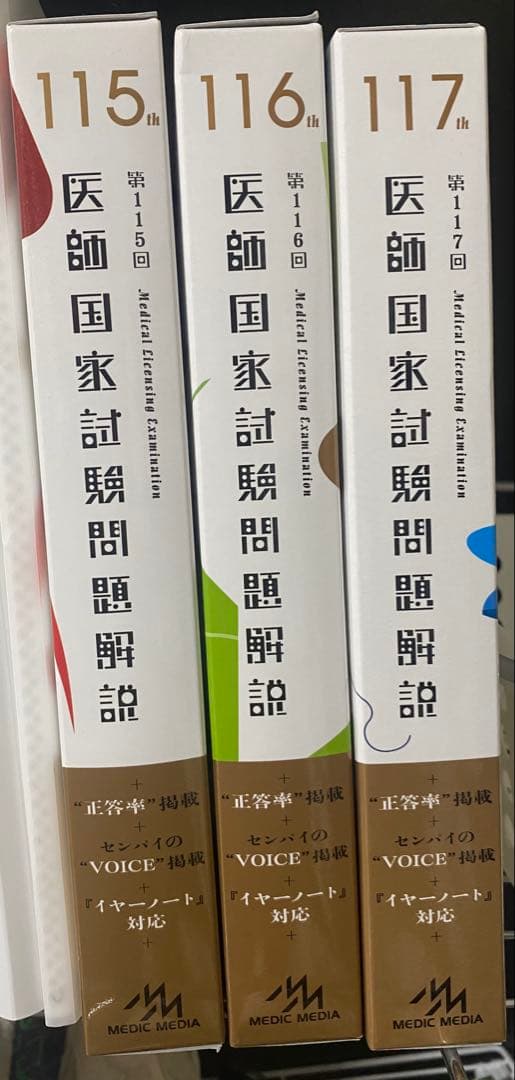 115th
第115回
医師国家試験問題解説
Medical Licensing Examination
+
“正答率”掲載
+
センパイの
“VOICE”掲載
+
『イヤーノート』
対応
+
MEDIC MEDIA
116th
第116回
医師国家試験問題解説
Medical Licensing Examination
+
“正答率”掲載
+
センパイの
“VOICE”掲載
+
『イヤーノート』
対応
+
MEDIC MEDIA
117th
第117回
医師国家試験問題解説
Medical Licensing Examination
+
“正答率”掲載
+
センパイの
“VOICE”掲載
+
『イヤーノート』
対応
+
MEDIC MEDIA